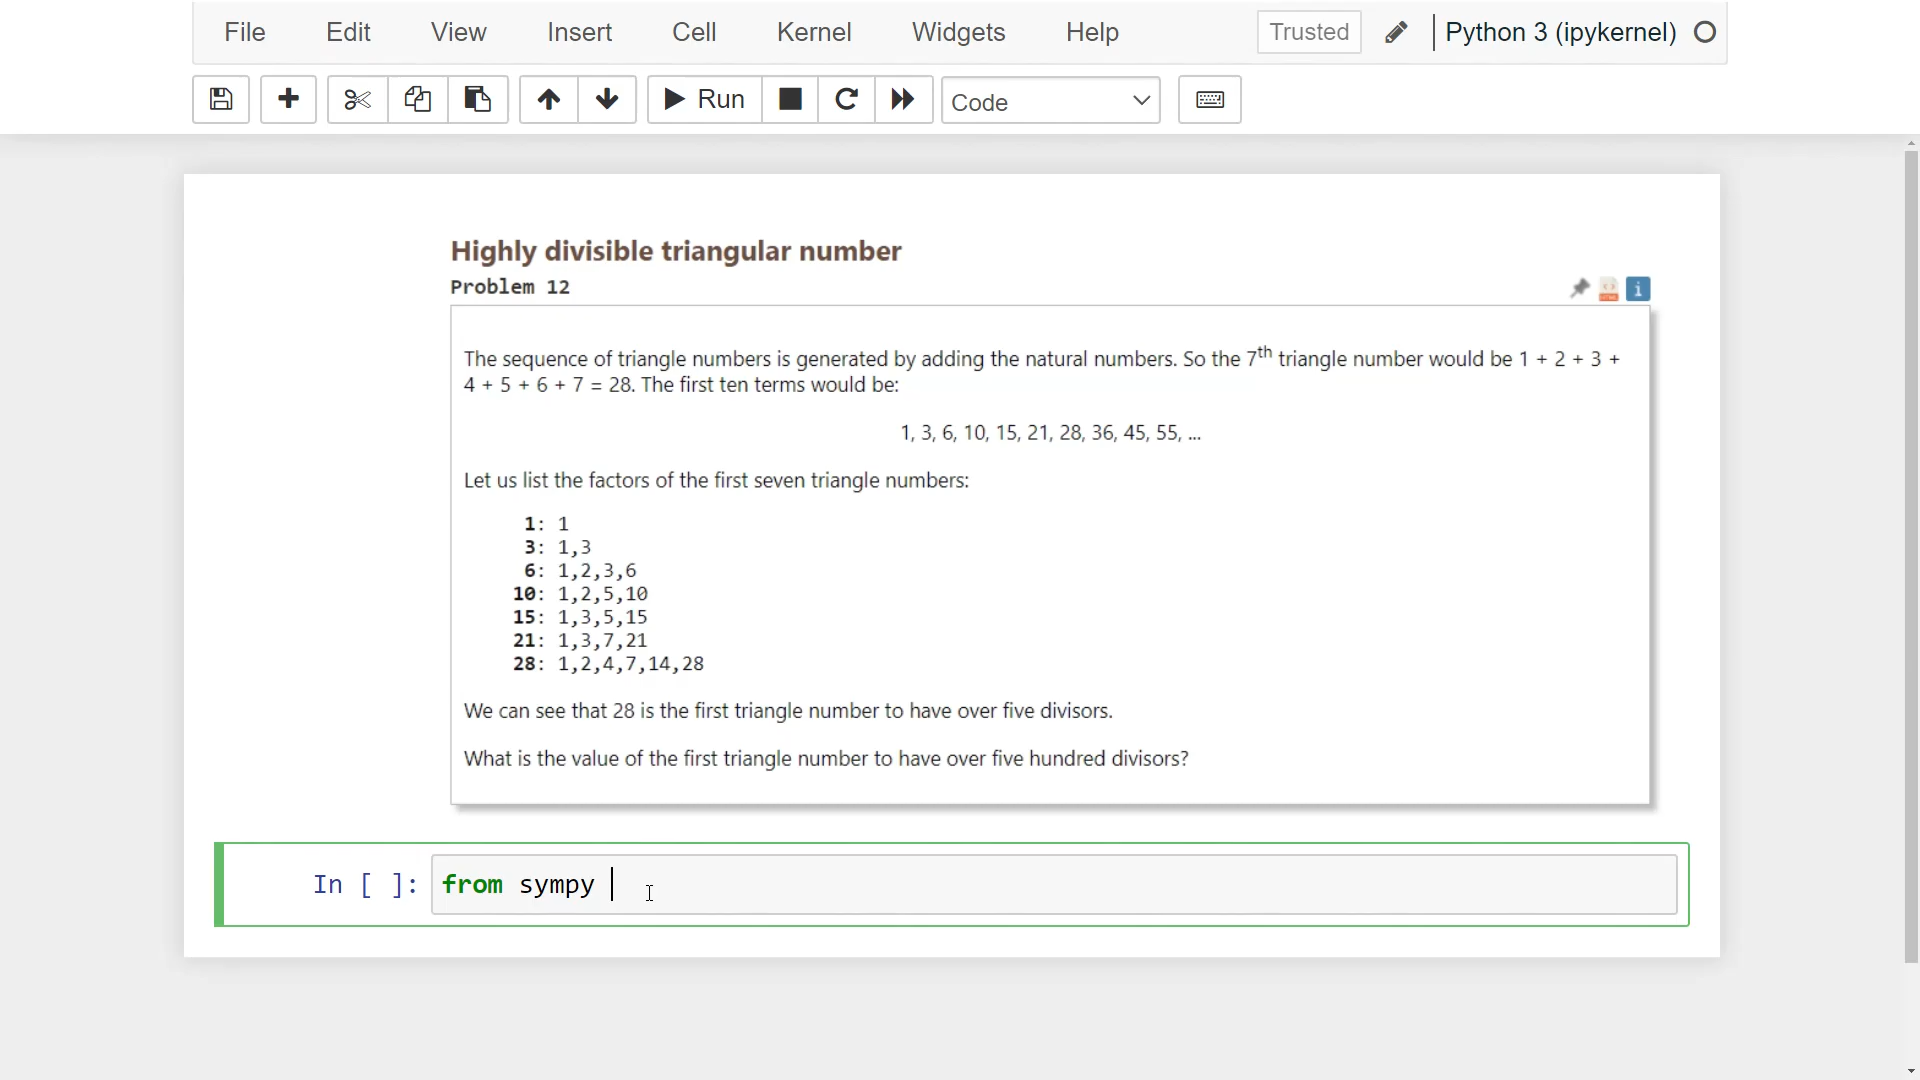 File Edit View Insert Cell Kernel Widgets Help Trusted Python 3 (ipykernel)
Run Code
Highly divisible triangular number
Problem 12
The sequence of triangle numbers is generated by adding the natural numbers. So the 7th triangle number would be 1 + 2 + 3 +
4 + 5 + 6 + 7 = 28. The first ten terms would be:
1, 3, 6, 10, 15, 21, 28, 36, 45, 55, ...
Let us list the factors of the first seven triangle numbers:
1: 1
3: 1,3
6: 1,2,3,6
10: 1,2,5,10
15: 1,3,5,15
21: 1,3,7,21
28: 1,2,4,7,14,28
We can see that 28 is the first triangle number to have over five divisors.
What is the value of the first triangle number to have over five hundred divisors?
In [ ]: from sympy